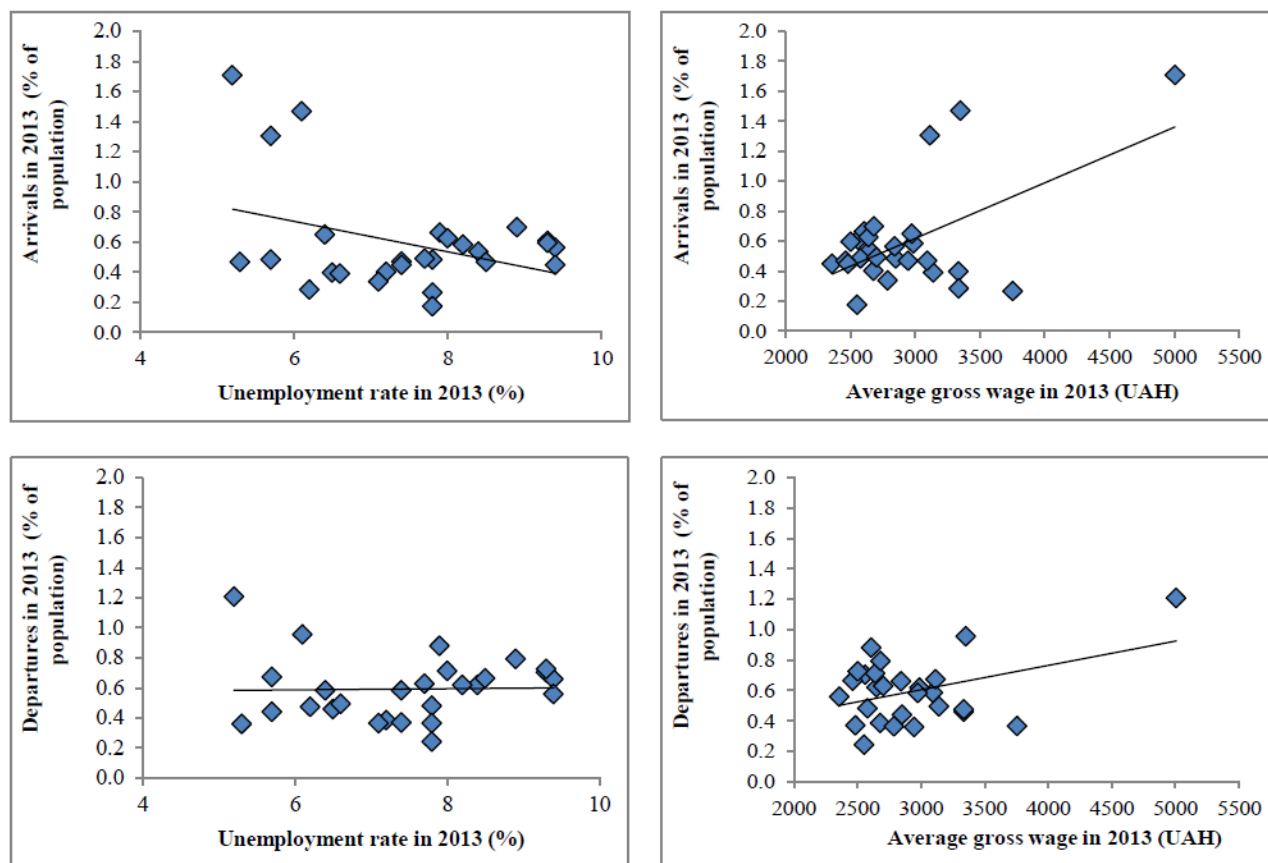 Arrivals in 2013 (% of
population)
2.0
1.8
1.6
1.4
1.2
1.0
0.8
0.6
0.4
0.2
0.0
4 6 8 10
Unemployment rate in 2013 (%)
Arrivals in 2013 (% of
population)
2.0
1.8
1.6
1.4
1.2
1.0
0.8
0.6
0.4
0.2
0.0
2000 2500 3000 3500 4000 4500 5000 5500
Average gross wage in 2013 (UAH)
Departures in 2013 (% of
population)
2.0
1.8
1.6
1.4
1.2
1.0
0.8
0.6
0.4
0.2
0.0
4 6 8 10
Unemployment rate in 2013 (%)
Departures in 2013 (% of
population)
2.0
1.8
1.6
1.4
1.2
1.0
0.8
0.6
0.4
0.2
0.0
2000 2500 3000 3500 4000 4500 5000 5500
Average gross wage in 2013 (UAH)